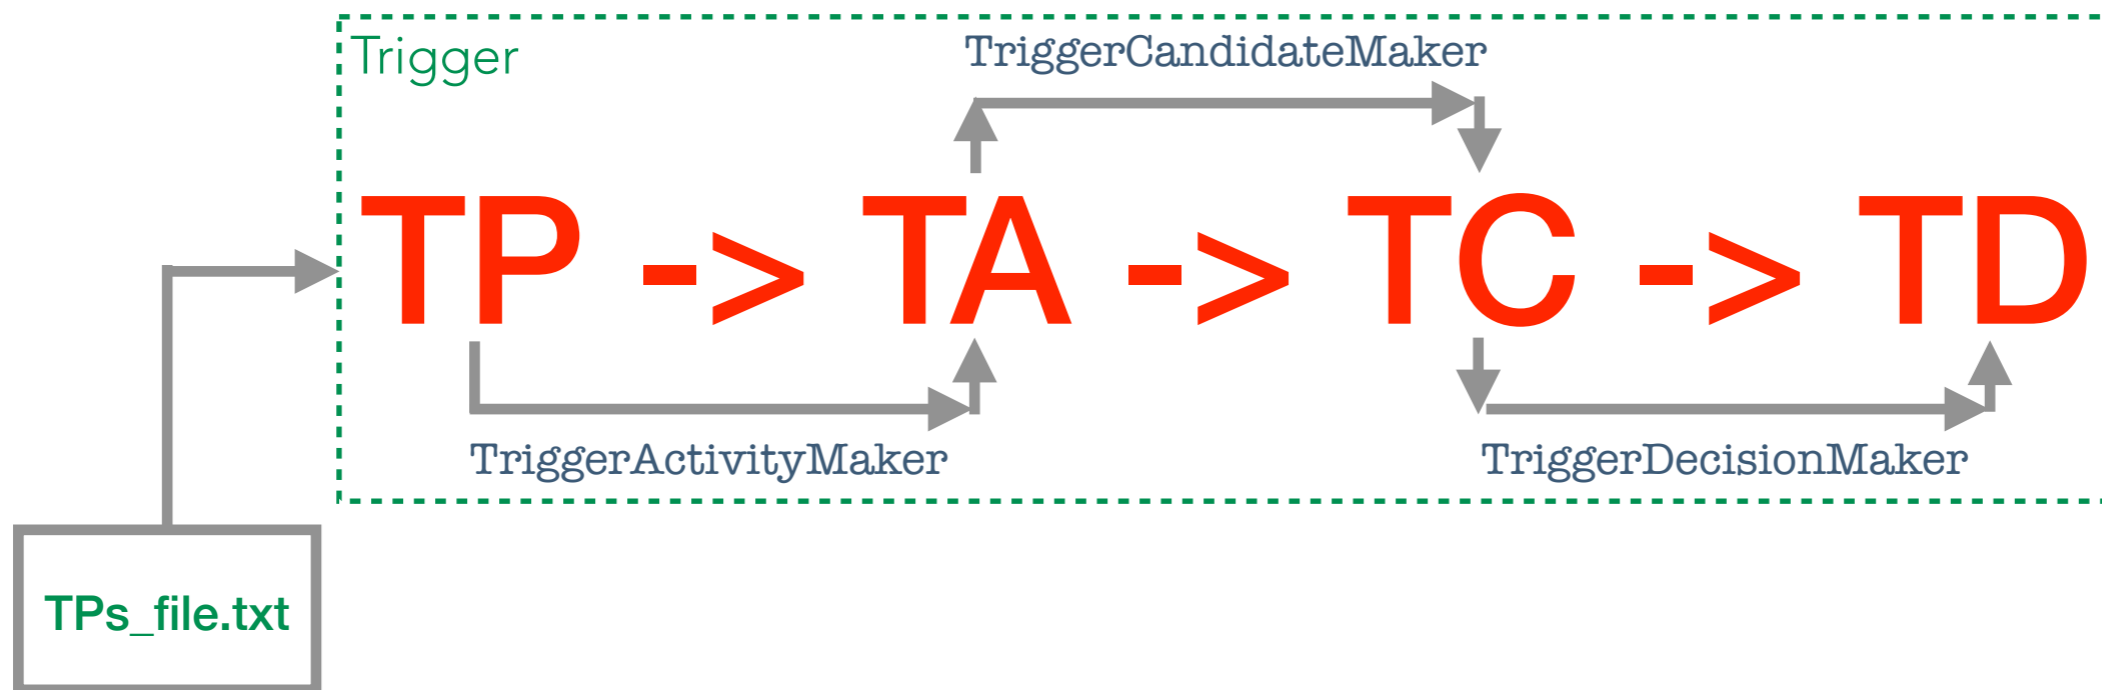 Trigger
TriggerCandidateMaker
TP -> TA -> TC -> TD
TriggerActivityMaker
TriggerDecisionMaker
TPs_file.txt